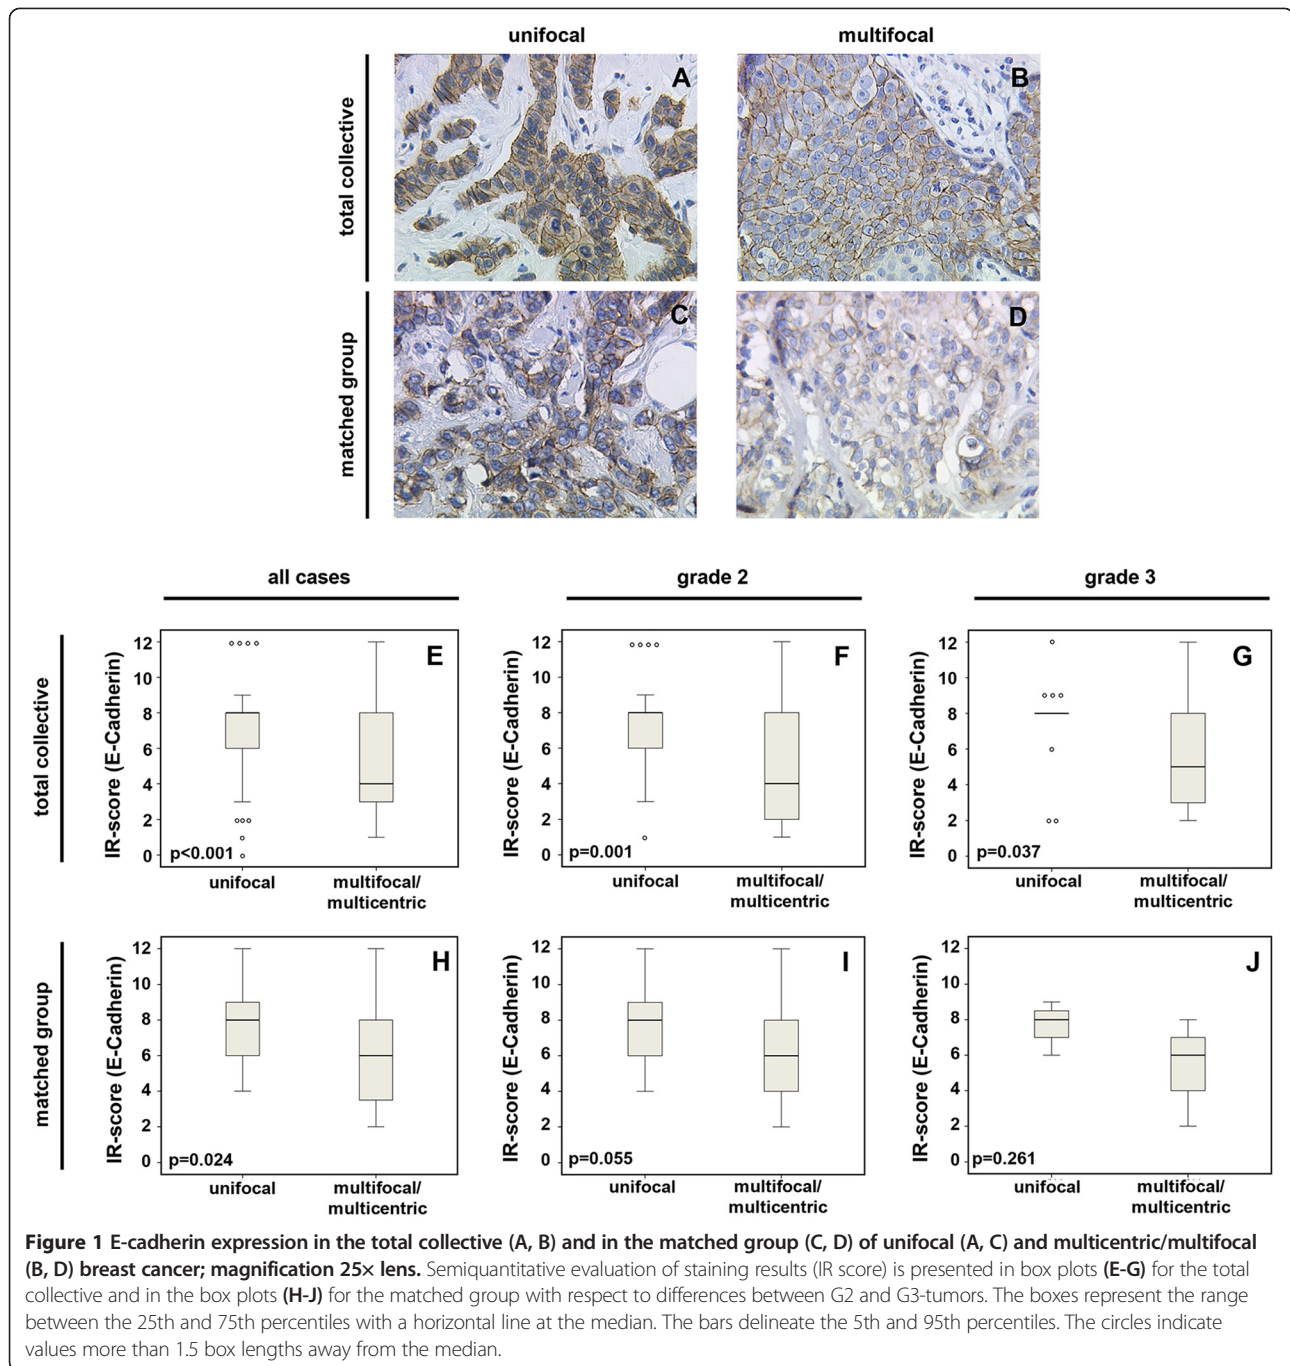 unifocal multifocal
total collective
A B
matched group
C D
all cases grade 2 grade 3
total collective
IR-score (E-Cadherin)
12
10
8
6
4
2
0
E
p<0.001
unifocal multifocal/
multicentric
IR-score (E-Cadherin)
12
10
8
6
4
2
0
F
p=0.001
unifocal multifocal/
multicentric
IR-score (E-Cadherin)
12
10
8
6
4
2
0
G
p=0.037
unifocal multifocal/
multicentric
matched group
IR-score (E-Cadherin)
12
10
8
6
4
2
0
H
p=0.024
unifocal multifocal/
multicentric
IR-score (E-Cadherin)
12
10
8
6
4
2
0
I
p=0.055
unifocal multifocal/
multicentric
IR-score (E-Cadherin)
12
10
8
6
4
2
0
J
p=0.261
unifocal multifocal/
multicentric
Figure 1 E-cadherin expression in the total collective (A, B) and in the matched group (C, D) of unifocal (A, C) and multicentric/multifocal
(B, D) breast cancer; magnification 25× lens. Semiquantitative evaluation of staining results (IR score) is presented in box plots (E-G) for the total
collective and in the box plots (H-J) for the matched group with respect to differences between G2 and G3-tumors. The boxes represent the range
between the 25th and 75th percentiles with a horizontal line at the median. The bars delineate the 5th and 95th percentiles. The circles indicate
values more than 1.5 box lengths away from the median.